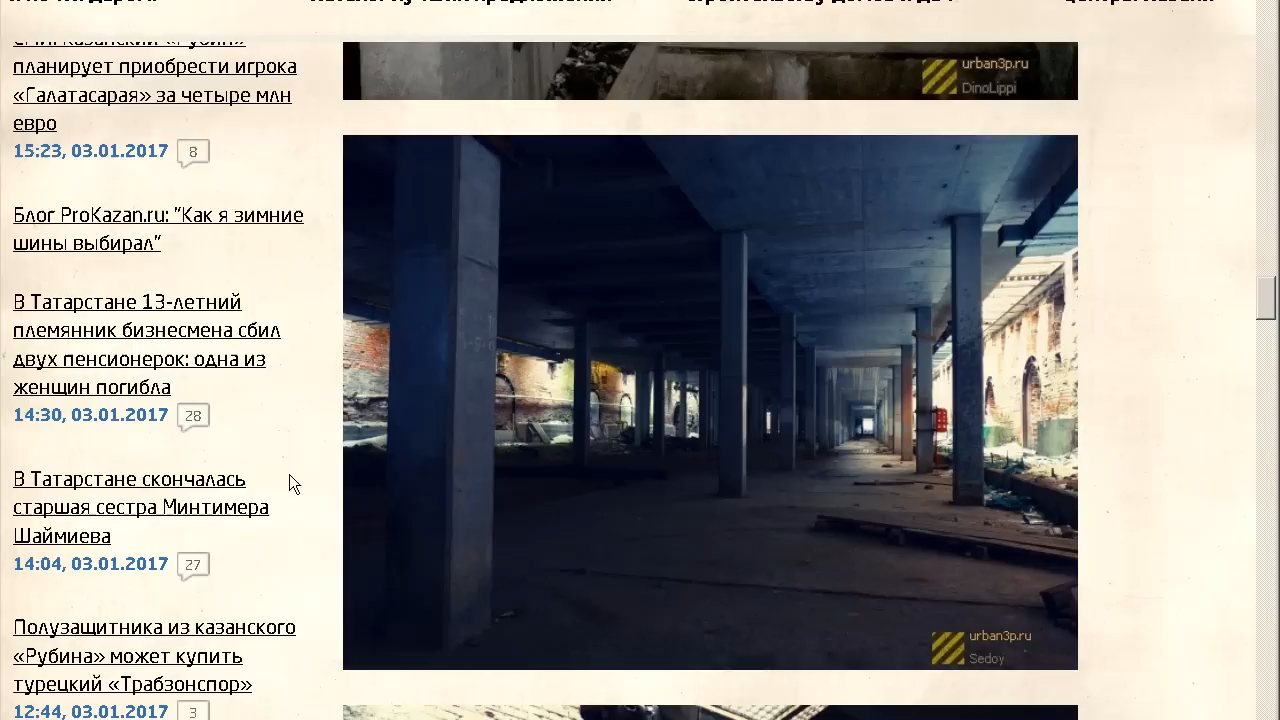 планирует приобрести игрока
«Галатасарая» за четыре млн
евро
15:23, 03.01.2017 8
Блог ProKazan.ru: "Как я зимние
шины выбирал"
В Татарстане 13-летний
племянник бизнесмена сбил
двух пенсионерок: одна из
женщин погибла
14:30, 03.01.2017 28
В Татарстане скончалась
старшая сестра Минтимера
Шаймиева
14:04, 03.01.2017 27
Полузащитника из казанского
«Рубина» может купить
турецкий «Трабзонспор»
12:44, 03.01.2017 3
urban3p.ru
DinoLippi
urban3p.ru
Sedoy